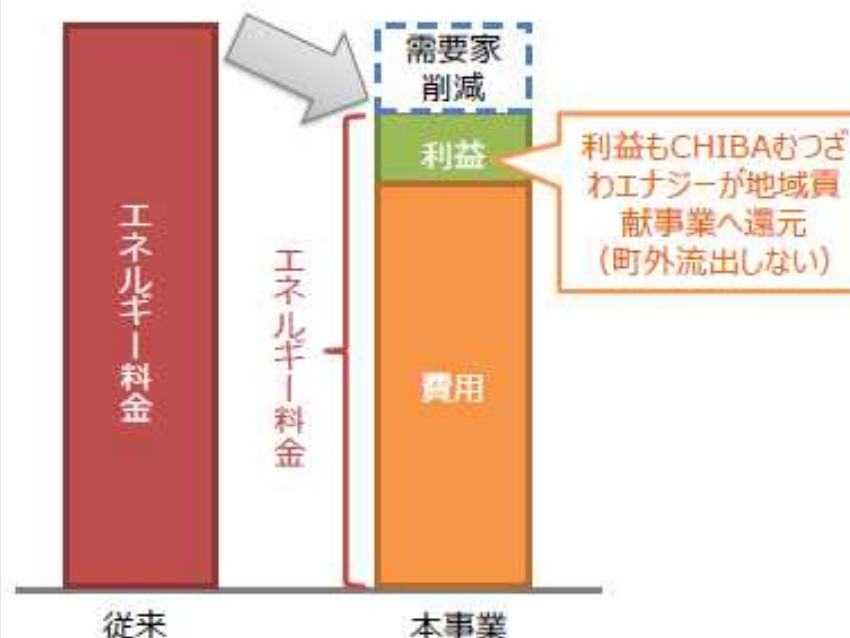 需要家
削減
利益
利益もCHIBAむつざ
わエナジーが地域貢
献事業へ還元
(町外流出しない)
エネルギー料金
エネルギー料金
費用
従来
本事業